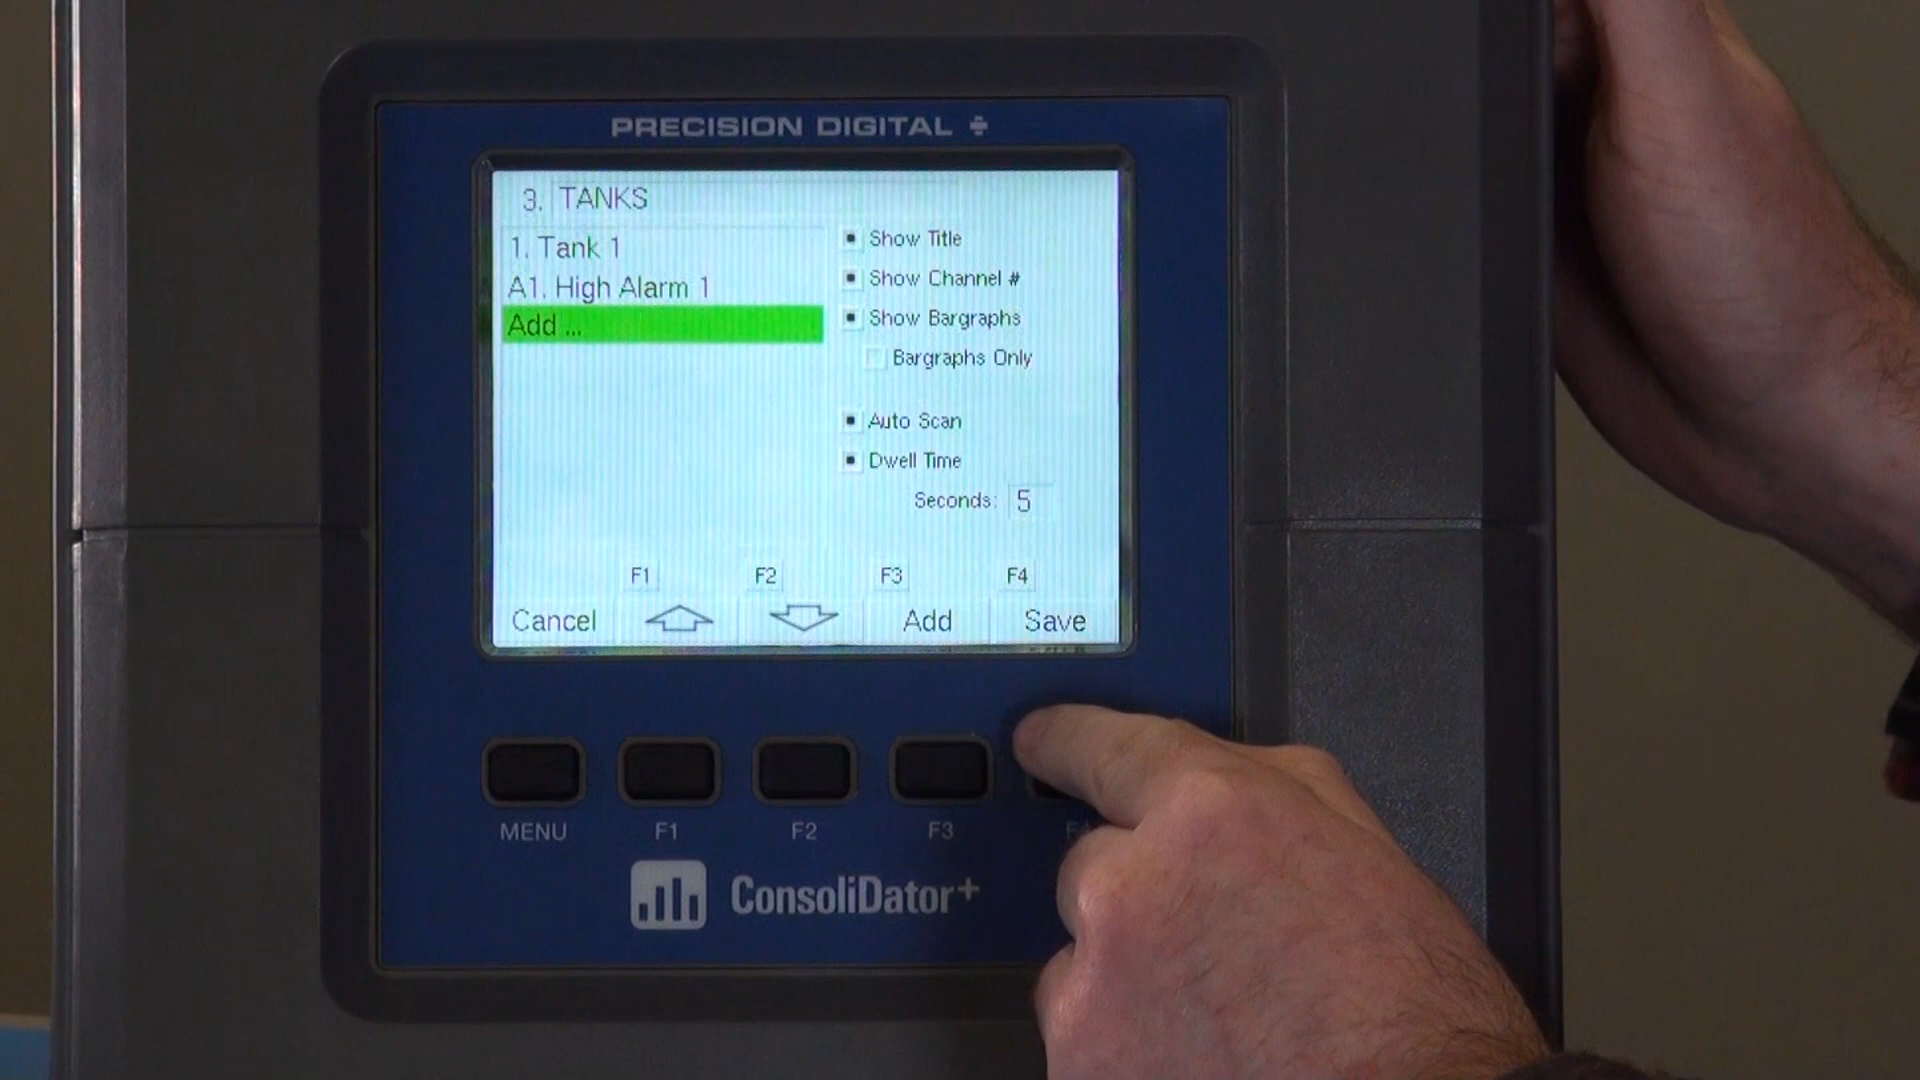 PRECISION DIGITAL
3. TANKS
1. Tank 1
A1. High Alarm 1
Add ...
Show Title
Show Channel #
Show Bargraphs
Bargraphs Only
Auto Scan
Dwell Time
Seconds: 5
F1 F2 F3 F4
Cancel Add Save
MENU F1 F2 F3 F4
ConsoliDator+